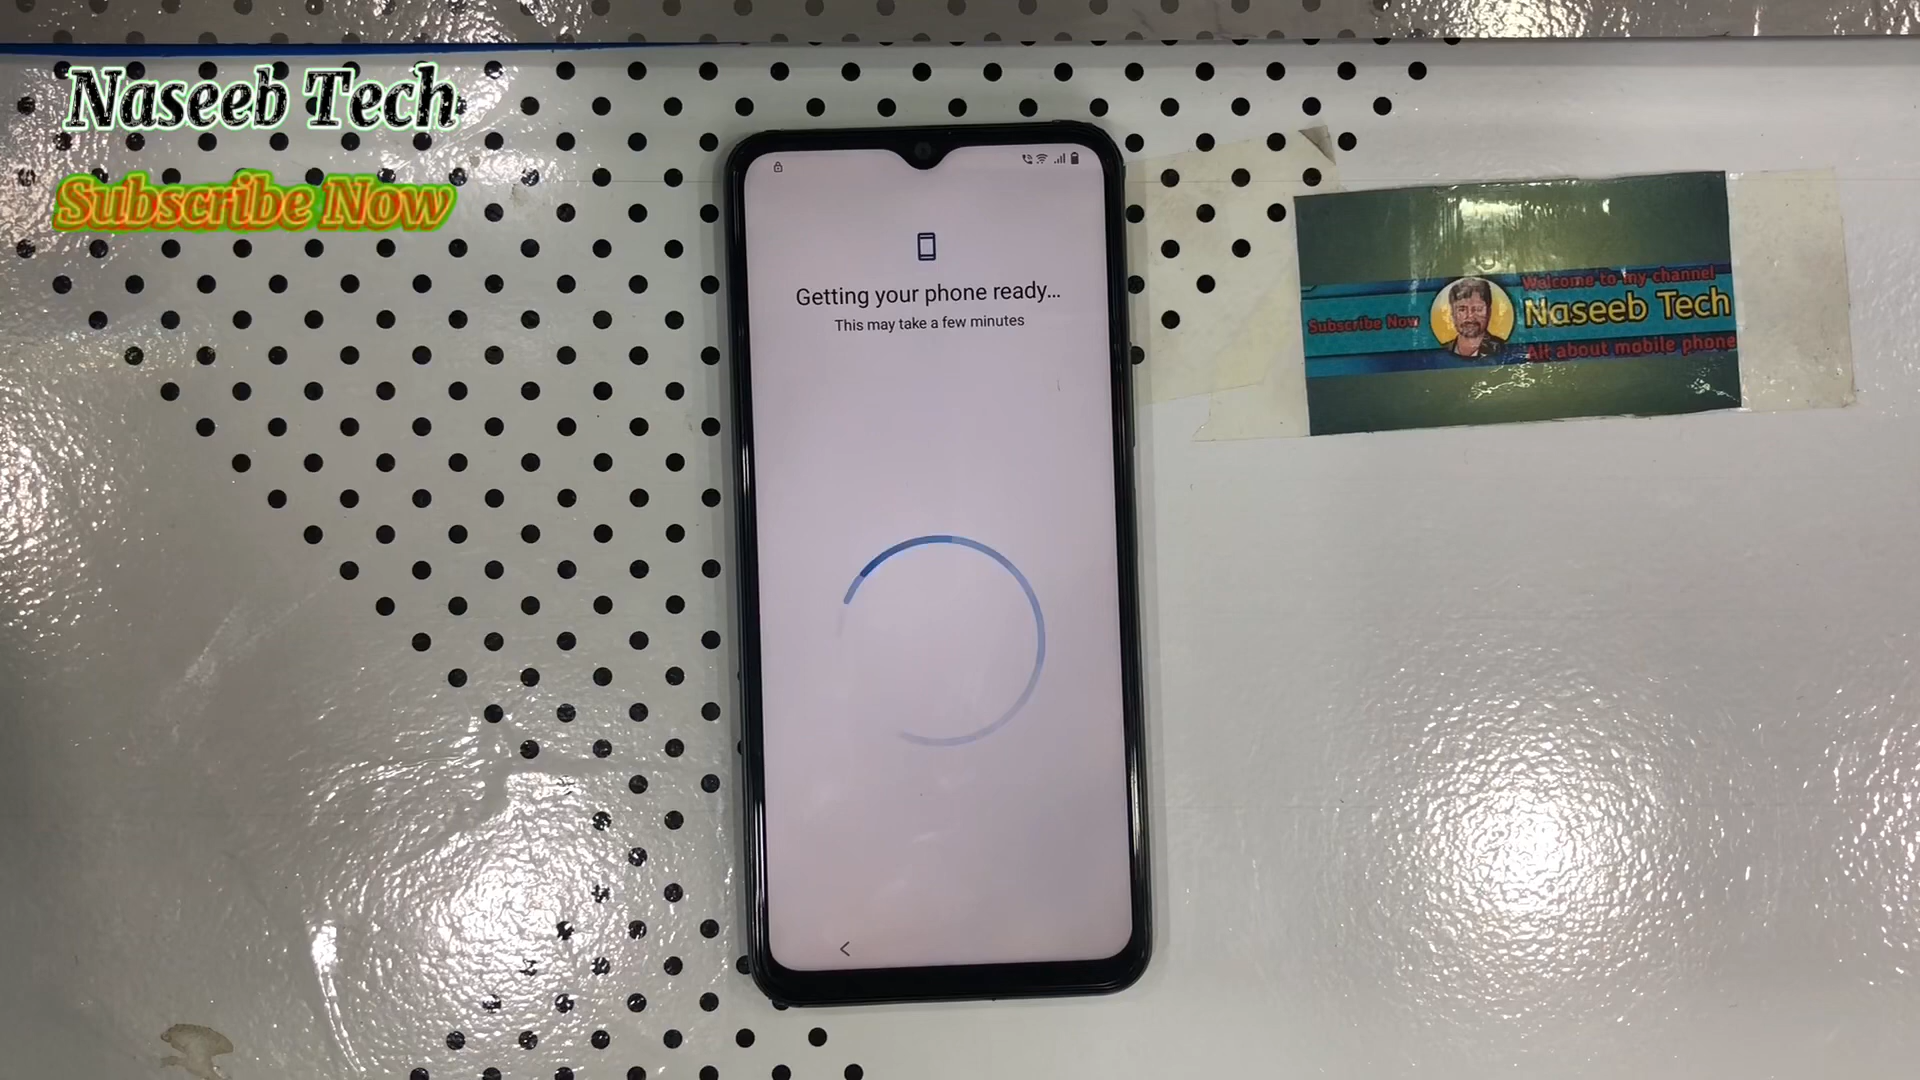 Naseeb Tech
Subscribe Now
Getting your phone ready...
This may take a few minutes
Welcome to my channel
Subscribe Now
Naseeb Tech
All about mobile phone